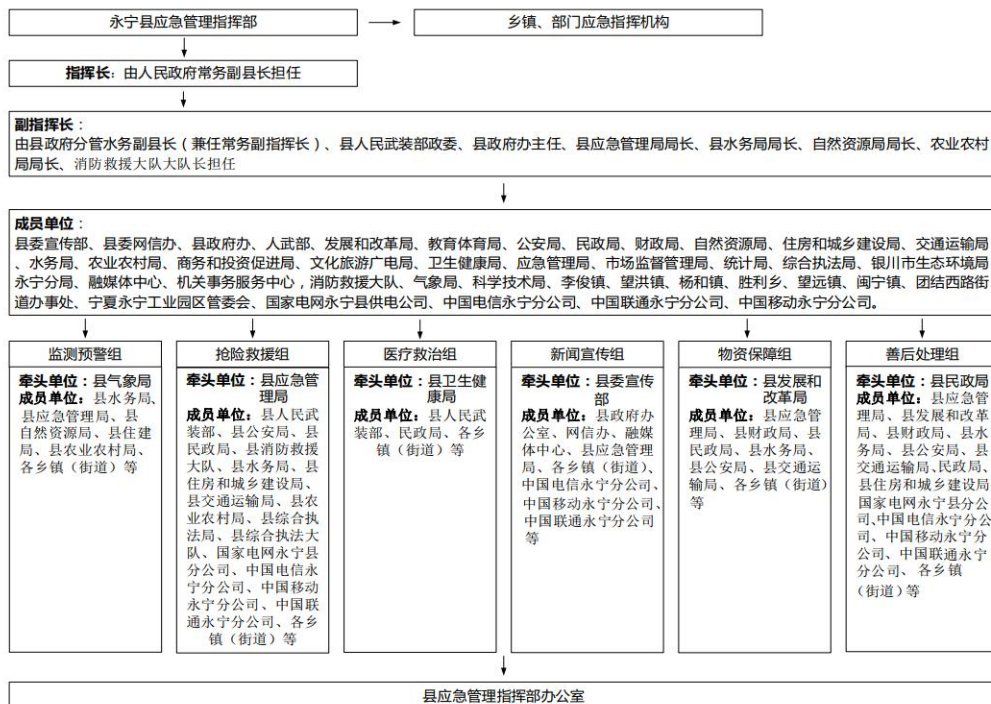 永宁县应急管理指挥部
乡镇、部门应急指挥机构
指挥长：由人民政府常务副县长担任
副指挥长：
由县政府分管水务副县长（兼任常务副指挥长）、县人民武装部政委、县政府办主任、县应急管理局局长、县水务局局长、自然资源局局长、农业农村
局局长、消防救援大队大队长担任
成员单位：
县委宣传部、县委网信办、县政府办、人武部、发展和改革局、教育体育局、公安局、民政局、财政局、自然资源局、住房和城乡建设局、交通运输局
、水务局、农业农村局、商务和投资促进局、文化旅游广电局、卫生健康局、应急管理局、市场监督管理局、统计局、综合执法局、银川市生态环境局
永宁分局、融媒体中心、机关事务服务中心，消防救援大队、气象局、科学技术局、李俊镇、望洪镇、杨和镇、胜利乡、望远镇、闽宁镇、团结西路街
道办事处、宁夏永宁工业园区管委会、国家电网永宁县供电公司、中国电信永宁分公司、中国联通永宁分公司、中国移动永宁分公司。
监测预警组
牵头单位：县气象局
成员单位：县水务局、
县应急管理局、县
自然资源局、县住建
局、县农业农村局、
各乡镇（街道）等
抢险救援组
牵头单位：县应急管
理局
成员单位：县人民武
装部、县公安局、县
民政局、县消防救援
大队、县水务局、县
住房和城乡建设局、
县交通运输局、县农
业农村局、县综合执
法局、县综合执法大
队、国家电网永宁县
分公司、中国电信永
宁分公司、中国移动
永宁分公司、中国联
通永宁分公司、各乡
镇（街道）等
医疗救治组
牵头单位：县卫生健
康局
成员单位：县人民武
装部、民政局、各乡
镇（街道）等
新闻宣传组
牵头单位：县委宣传
部
成员单位：县政府办
公室、网信办、融媒
体中心、县应急管理
局、各乡镇（街道）、
中国电信永宁分公司、
中国移动永宁分公司、
中国联通永宁分公司
等
物资保障组
牵头单位：县发展和
改革局
成员单位：县应急管
理局、县财政局、县
民政局、县水务局、
县公安局、县交通运
输局、各乡镇（街道）
等
善后处理组
牵头单位：县民政局
成员单位：县应急管
理局、县发展和改革
局、县财政局、县水
务局、县公安局、县
交通运输局、民政局、
县住房和城乡建设局
国家电网永宁县分公
司、中国电信永宁分公
司、中国移动永宁分
公司、中国联通永宁
分公司、各乡镇
（街道）等
县应急管理指挥部办公室